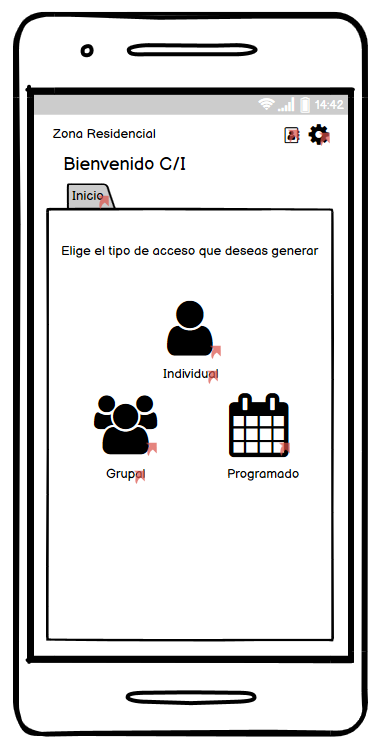 14:42
Zona Residencial
Bienvenido C/I
Inicio
Elige el tipo de acceso que deseas generar
Individual
Grupal
Programado